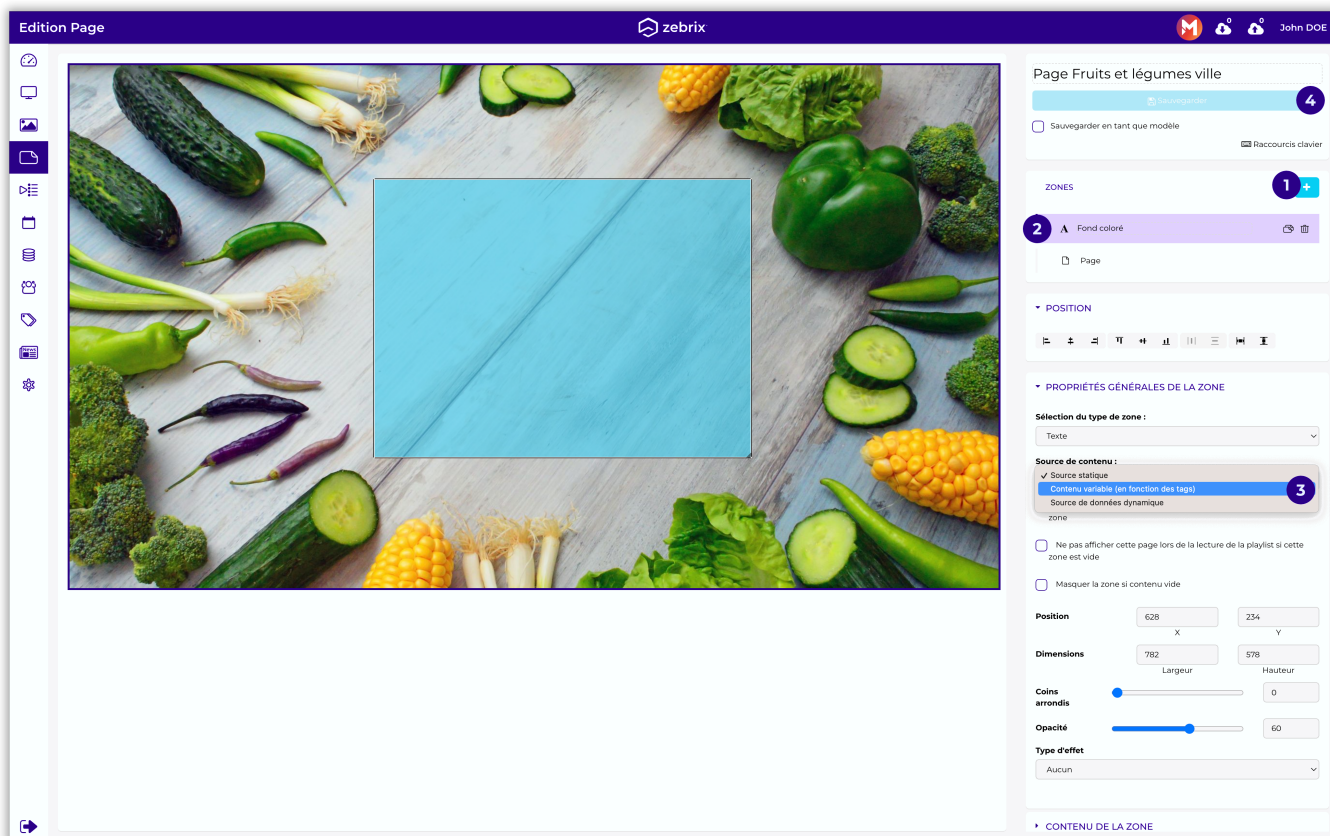 Edition Page
zebrix
M
0
0
John DOE
Page Fruits et légumes ville
Sauvegarder
4
Sauvegarder en tant que modèle
Raccourcis clavier
ZONES
1
+
2
A Fond coloré
Page
POSITION
PROPRIÉTÉS GÉNÉRALES DE LA ZONE
Sélection du type de zone :
Texte
Source de contenu :
✓ Source statique
Contenu variable (en fonction des tags)
3
Source de données dynamique
zone
Ne pas afficher cette page lors de la lecture de la playlist si cette
zone est vide
Masquer la zone si contenu vide
Position
628
234
X
Y
Dimensions
782
578
Largeur
Hauteur
Coins
arrondis
0
Opacité
60
Type d'effet
Aucun
CONTENU DE LA ZONE
News